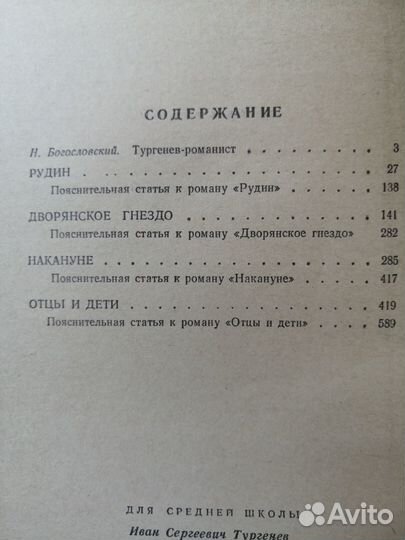 СОДЕРЖАНИЕ
Н. Богословский. Тургенев-романист . . . . . . . . . 3
РУДИН . . . . . . . . . . . . . . . . . . . . 27
Пояснительная статья к роману «Рудин» . . . . . . 138
ДВОРЯНСКОЕ ГНЕЗДО . . . . . . . . . . . . . . 141
Пояснительная статья к роману «Дворянское гнездо» 282
НАКАНУНЕ . . . . . . . . . . . . . . . . . . 285
Пояснительная статья к роману «Накануне» . . . . . 417
ОТЦЫ И ДЕТИ . . . . . . . . . . . . . . . . . 419
Пояснительная статья к роману «Отцы и дети» . . . . 589
ДЛЯ СРЕДНЕЙ ШКОЛЫ
Иван Сергеевич Тургенев
Avito